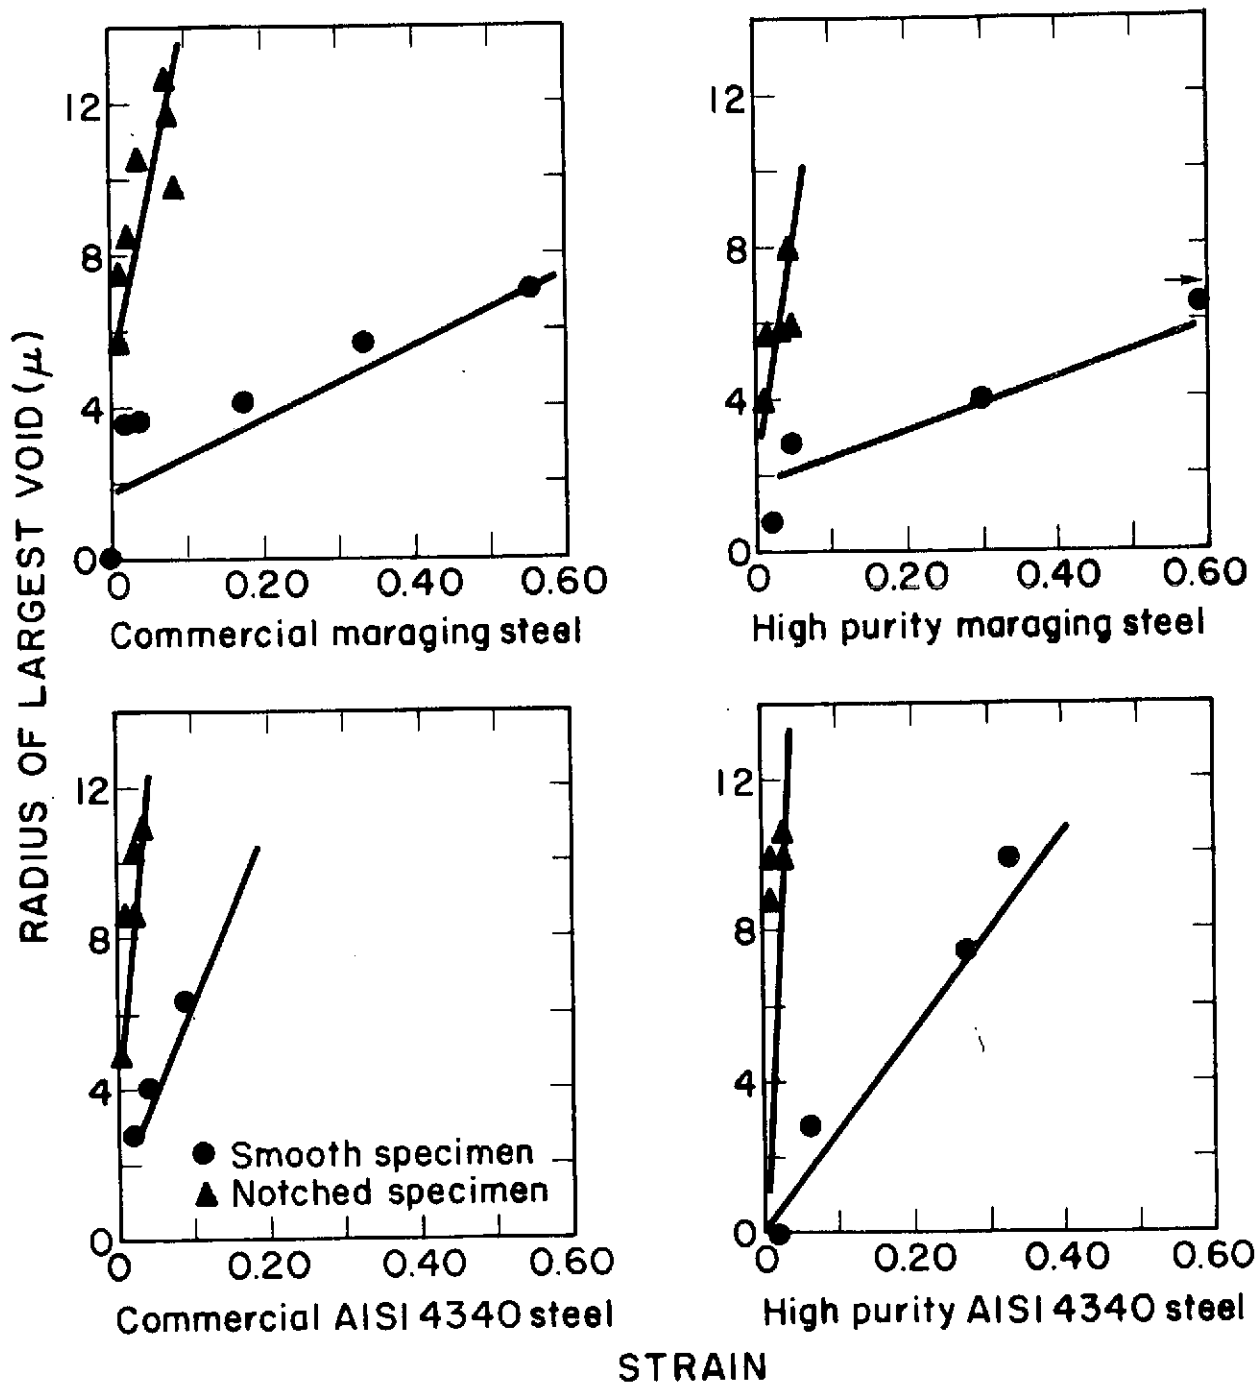 RADIUS OF LARGEST VOID (μ)
12
8
4
0
0 0.20 0.40 0.60
Commercial maraging steel
12
8
4
0
0 0.20 0.40 0.60
High purity maraging steel
12
8
4
0
● Smooth specimen
▲ Notched specimen
0 0.20 0.40 0.60
Commercial AISI 4340 steel
12
8
4
0
0 0.20 0.40 0.60
High purity AISI 4340 steel
STRAIN